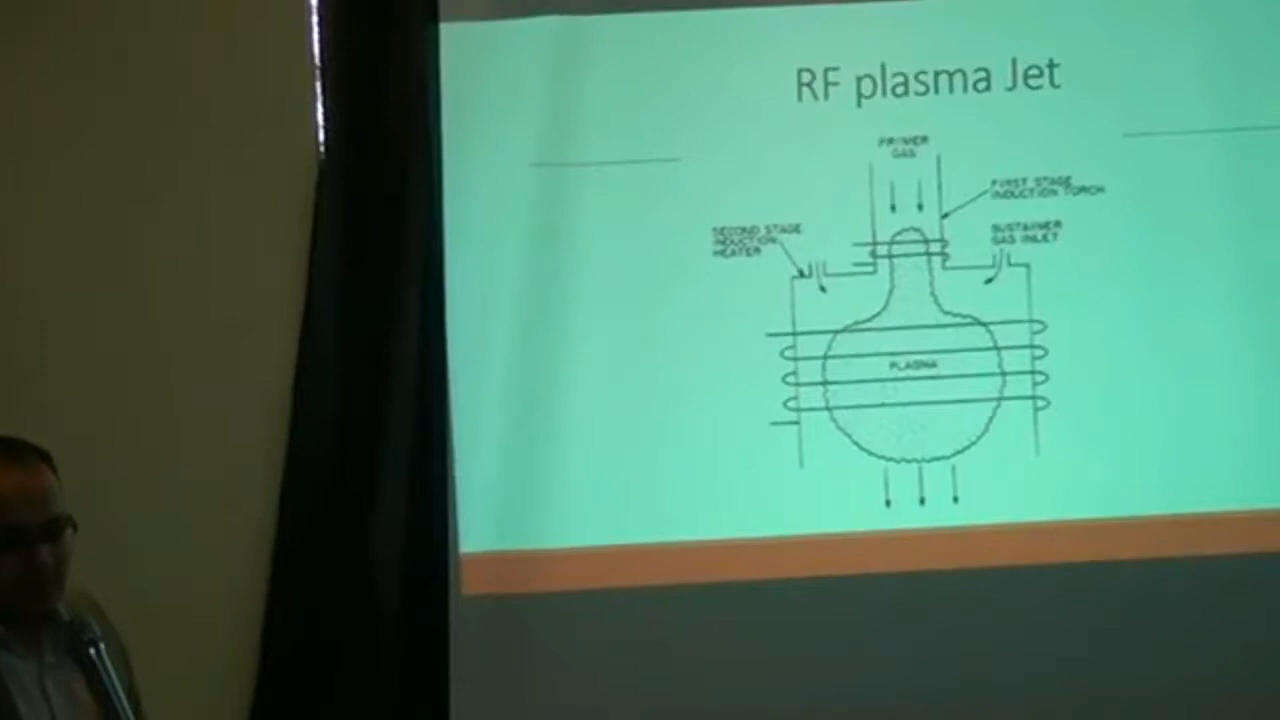 RF plasma Jet
PRIMER
GAS
FIRST STAGE
INDUCTION TORCH
SECOND STAGE
INDUCTION
HEATER
SUSTAINER
GAS INLET
PLASMA